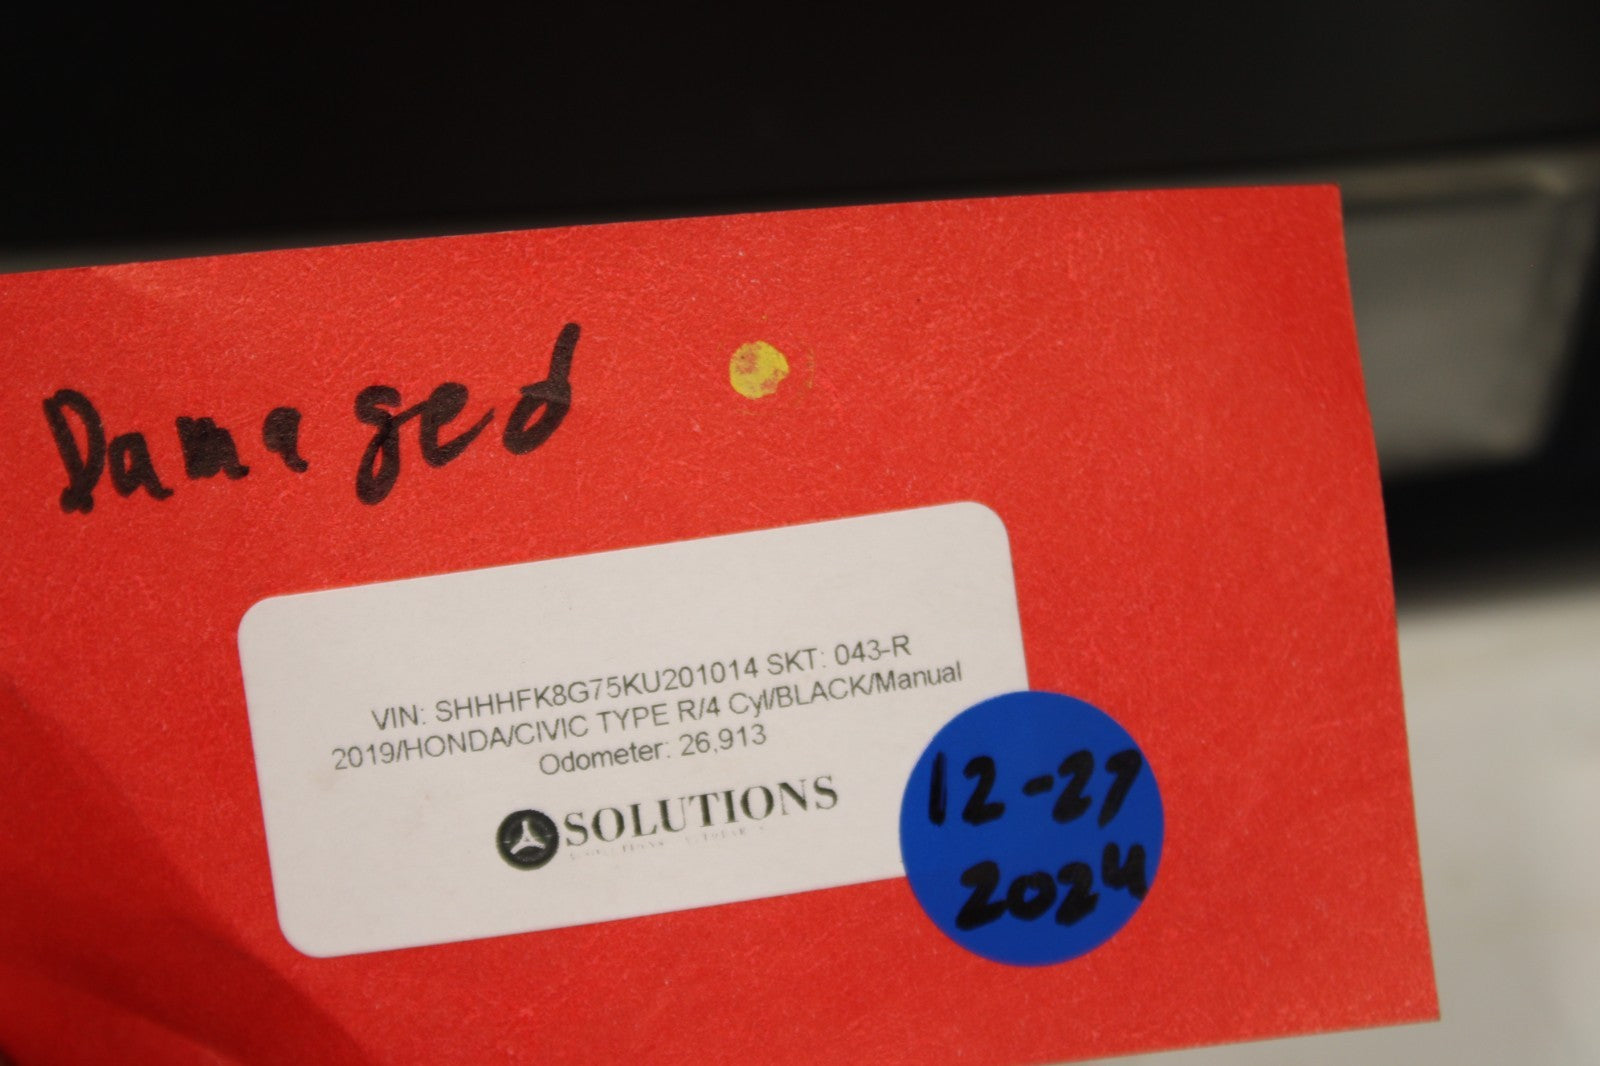 Damaged
VIN: SHHHFK8G75KU201014 SKT: 043-R
2019/HONDA/CIVIC TYPE R/4 Cyl/BLACK/Manual
Odometer: 26,913
SOLUTIONS
12-27
2024